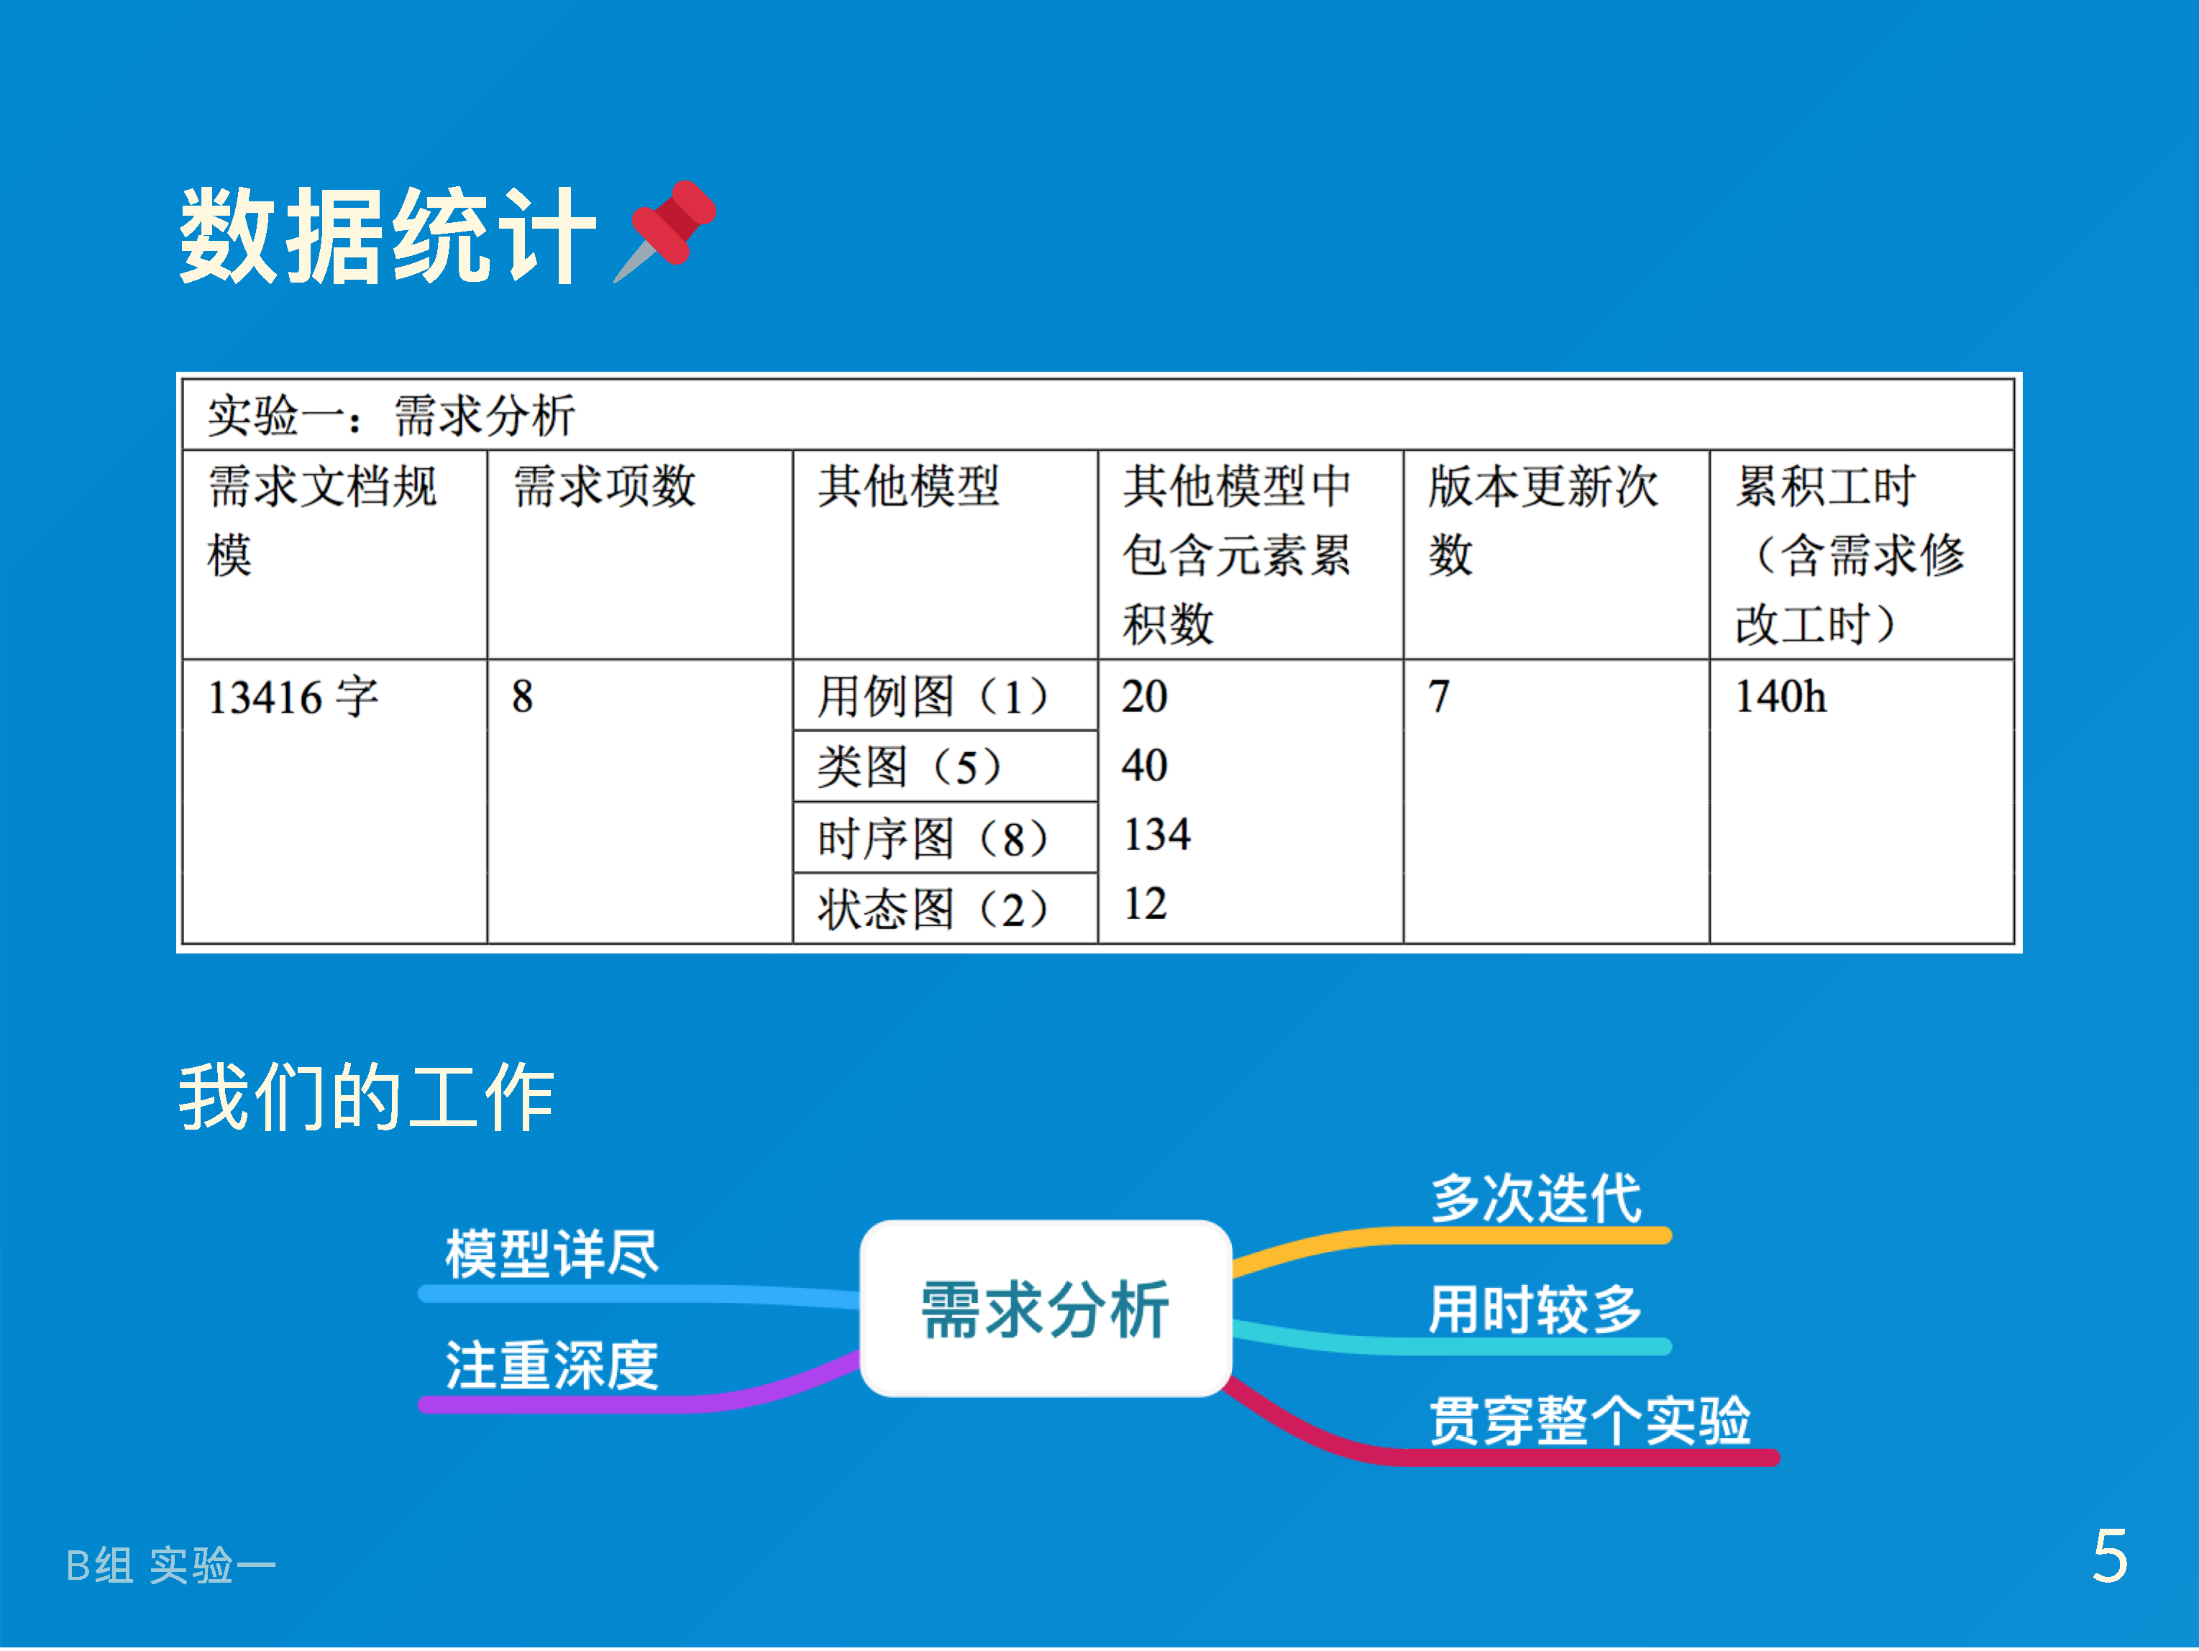 数据统计
实验一：需求分析
需求文档规模
需求项数
其他模型
其他模型中包含元素累积数
版本更新次数
累积工时（含需求修改工时）
13416 字
8
用例图（1）
20
7
140h
类图（5）
40
时序图（8）
134
状态图（2）
12
我们的工作
模型详尽
注重深度
需求分析
多次迭代
用时较多
贯穿整个实验
B组 实验一
5